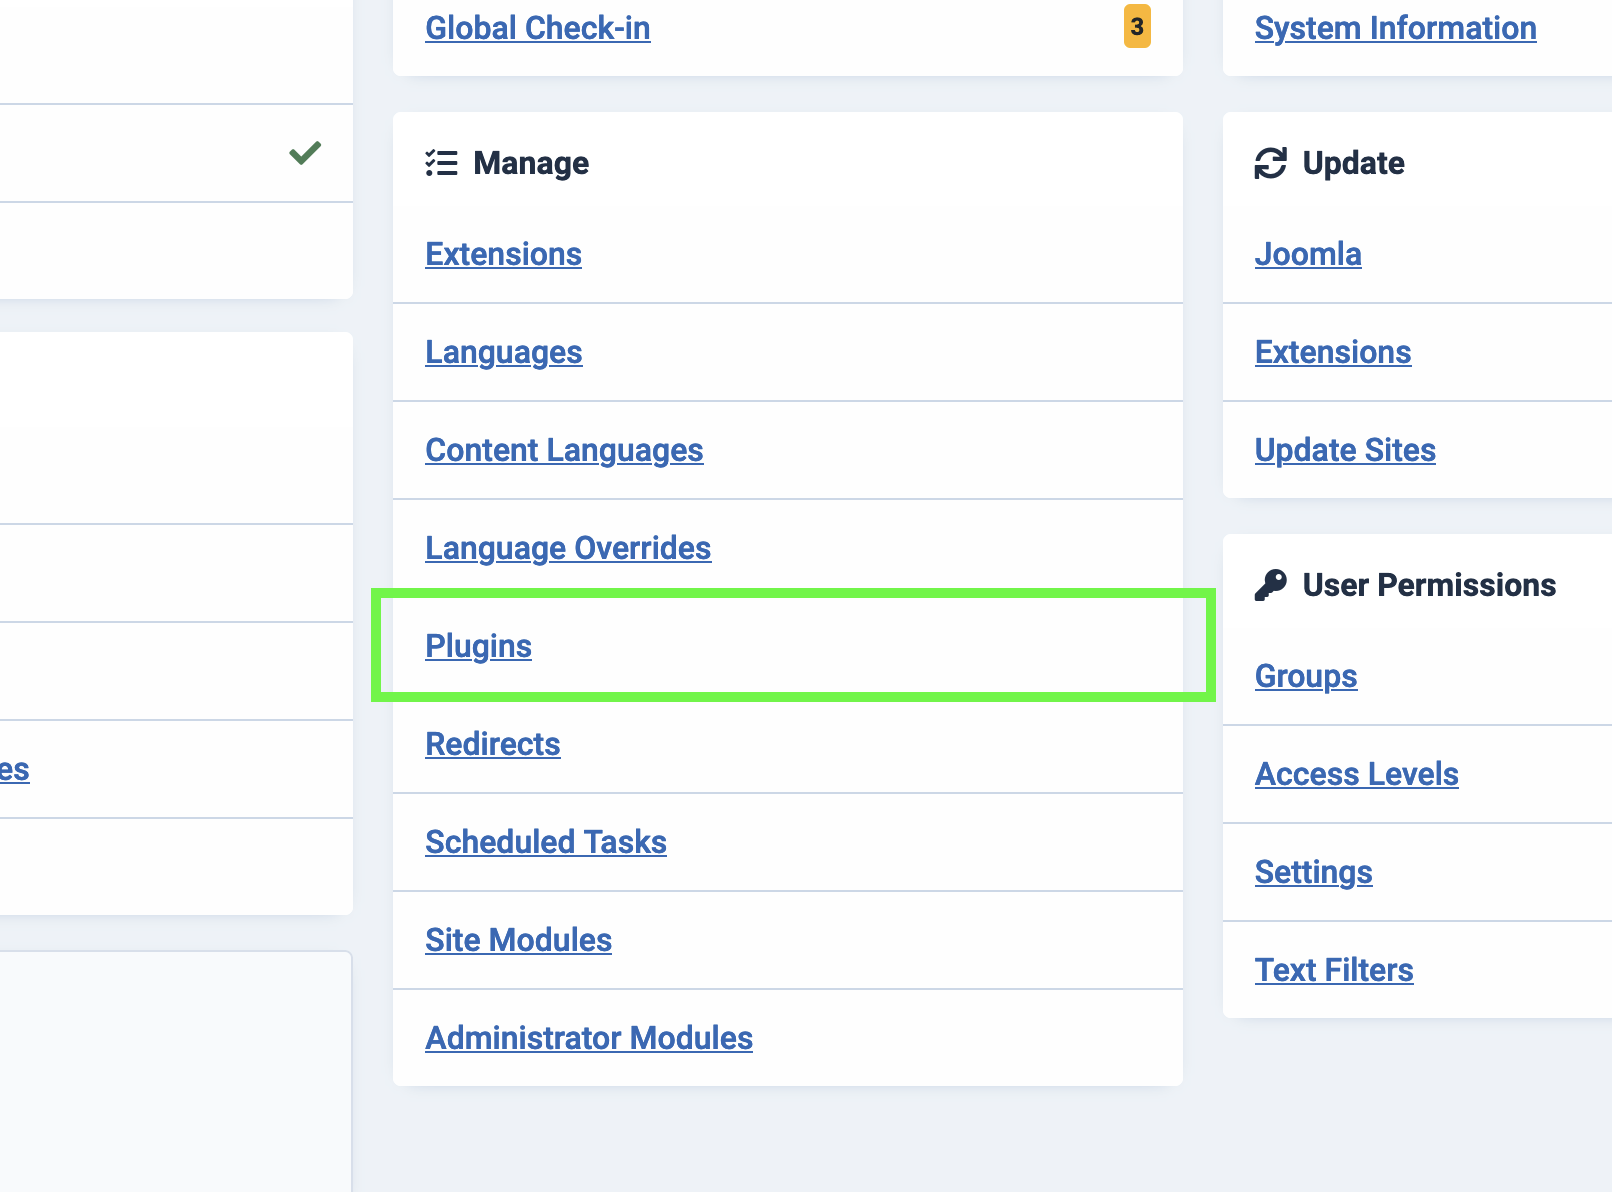 Global Check-in
3
System Information
Manage
Extensions
Languages
Content Languages
Language Overrides
Plugins
Redirects
Scheduled Tasks
Site Modules
Administrator Modules
Update
Joomla
Extensions
Update Sites
User Permissions
Groups
Access Levels
Settings
Text Filters
es